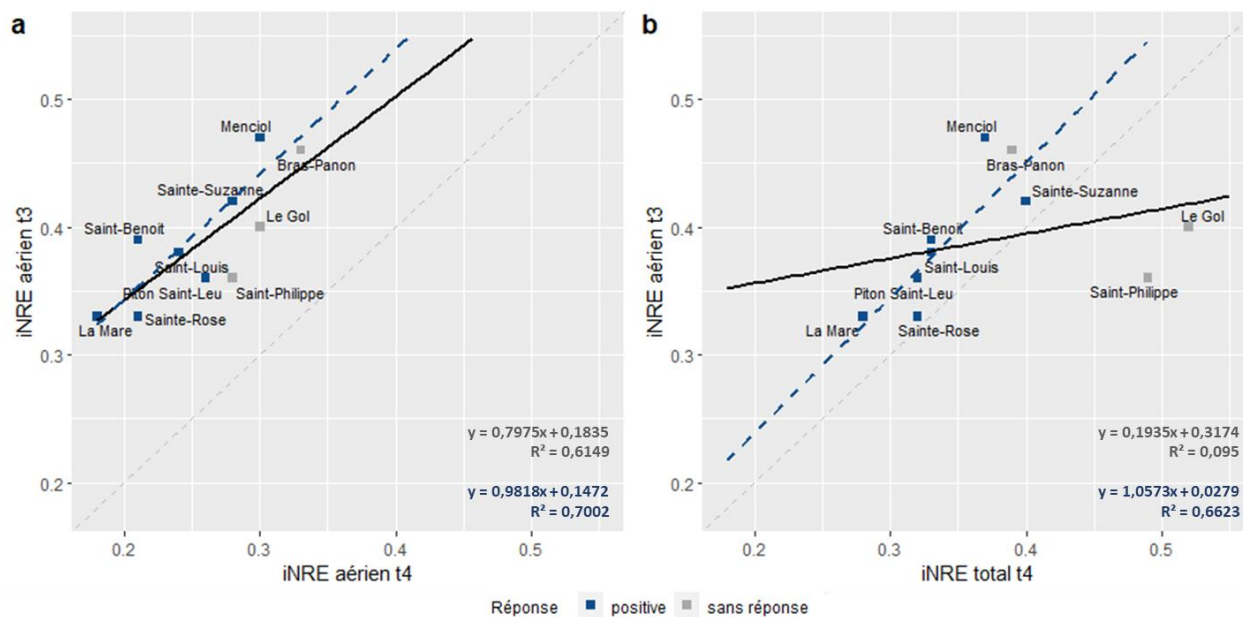 a
iNRE aérien t3
0.5
0.4
0.3
0.2
Menciol
Bras-Panon
Sainte-Suzanne
Le Gol
Saint-Benoit
Saint-Louis
Piton Saint-Leu
Saint-Philippe
La Mare
Sainte-Rose
y = 0,7975x + 0,1835
R² = 0,6149
y = 0,9818x + 0,1472
R² = 0,7002
0.2 0.3 0.4 0.5
iNRE aérien t4
b
iNRE aérien t3
0.5
0.4
0.3
0.2
Menciol
Bras-Panon
Sainte-Suzanne
Le Gol
Saint-Benoit
Saint-Louis
Piton Saint-Leu
Saint-Philippe
La Mare
Sainte-Rose
y = 0,1935x + 0,3174
R² = 0,095
y = 1,0573x + 0,0279
R² = 0,6623
0.2 0.3 0.4 0.5
iNRE total t4
Réponse positive sans réponse